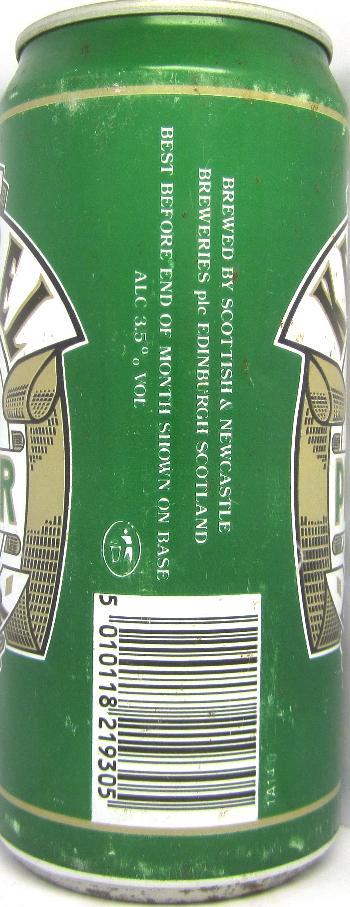 BREWED BY SCOTTISH & NEWCASTLE
BREWERIES plc EDINBURGH SCOTLAND
BEST BEFORE END OF MONTH SHOWN ON BASE
ALC 3.5% VOL
5 010118 219305